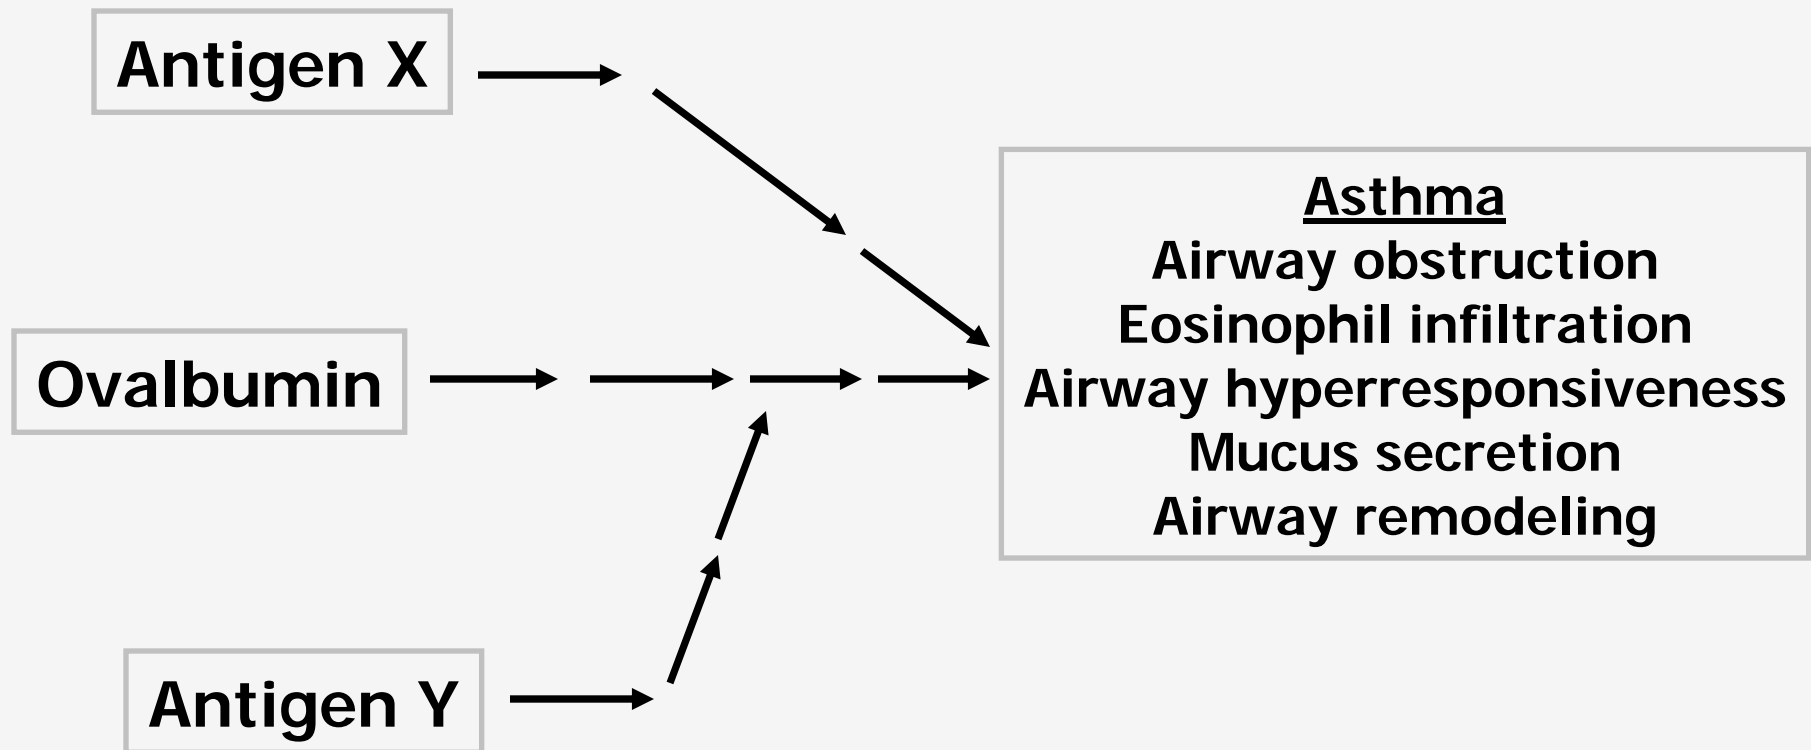 Antigen X
Asthma
Airway obstruction
Eosinophil infiltration
Airway hyperresponsiveness
Mucus secretion
Airway remodeling
Ovalbumin
Antigen Y